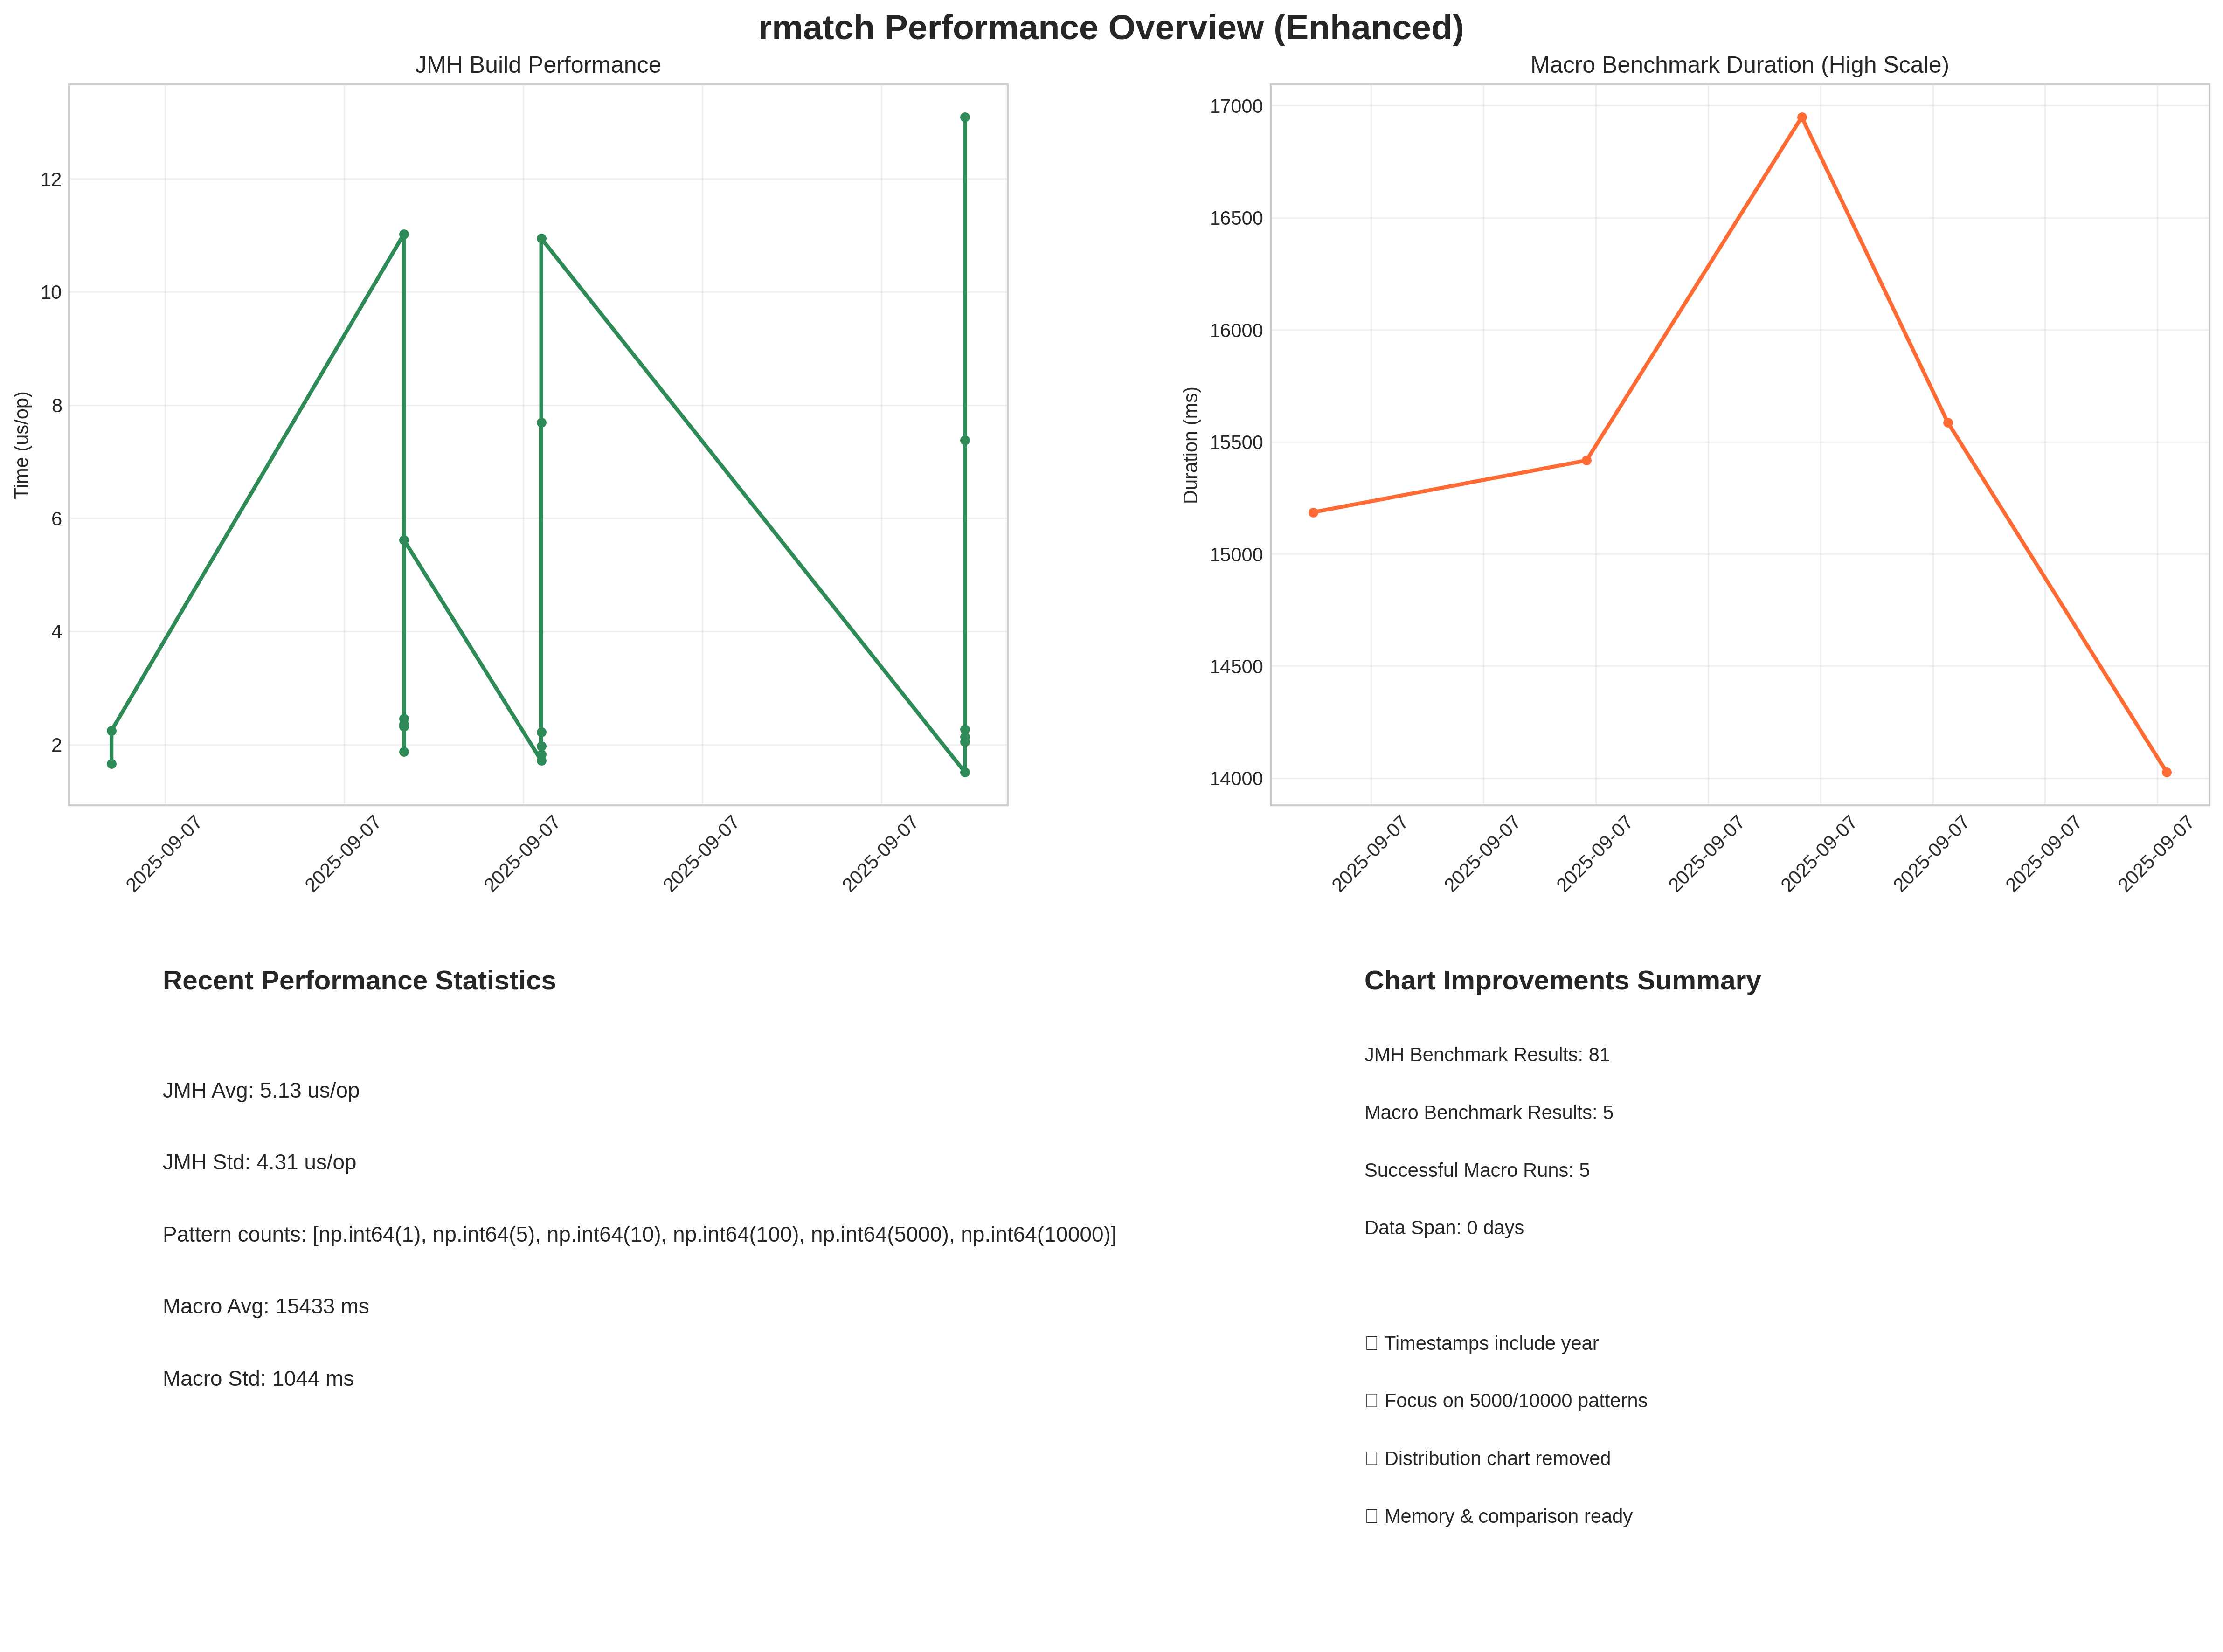 rmatch Performance Overview (Enhanced)
JMH Build Performance
Time (us/op)
12
10
8
6
4
2
2025-09-07
2025-09-07
2025-09-07
2025-09-07
2025-09-07
Macro Benchmark Duration (High Scale)
Duration (ms)
17000
16500
16000
15500
15000
14500
14000
2025-09-07
2025-09-07
2025-09-07
2025-09-07
2025-09-07
2025-09-07
2025-09-07
2025-09-07
Recent Performance Statistics
JMH Avg: 5.13 us/op
JMH Std: 4.31 us/op
Pattern counts: [np.int64(1), np.int64(5), np.int64(10), np.int64(100), np.int64(5000), np.int64(10000)]
Macro Avg: 15433 ms
Macro Std: 1044 ms
Chart Improvements Summary
JMH Benchmark Results: 81
Macro Benchmark Results: 5
Successful Macro Runs: 5
Data Span: 0 days
▯ Timestamps include year
▯ Focus on 5000/10000 patterns
▯ Distribution chart removed
▯ Memory & comparison ready